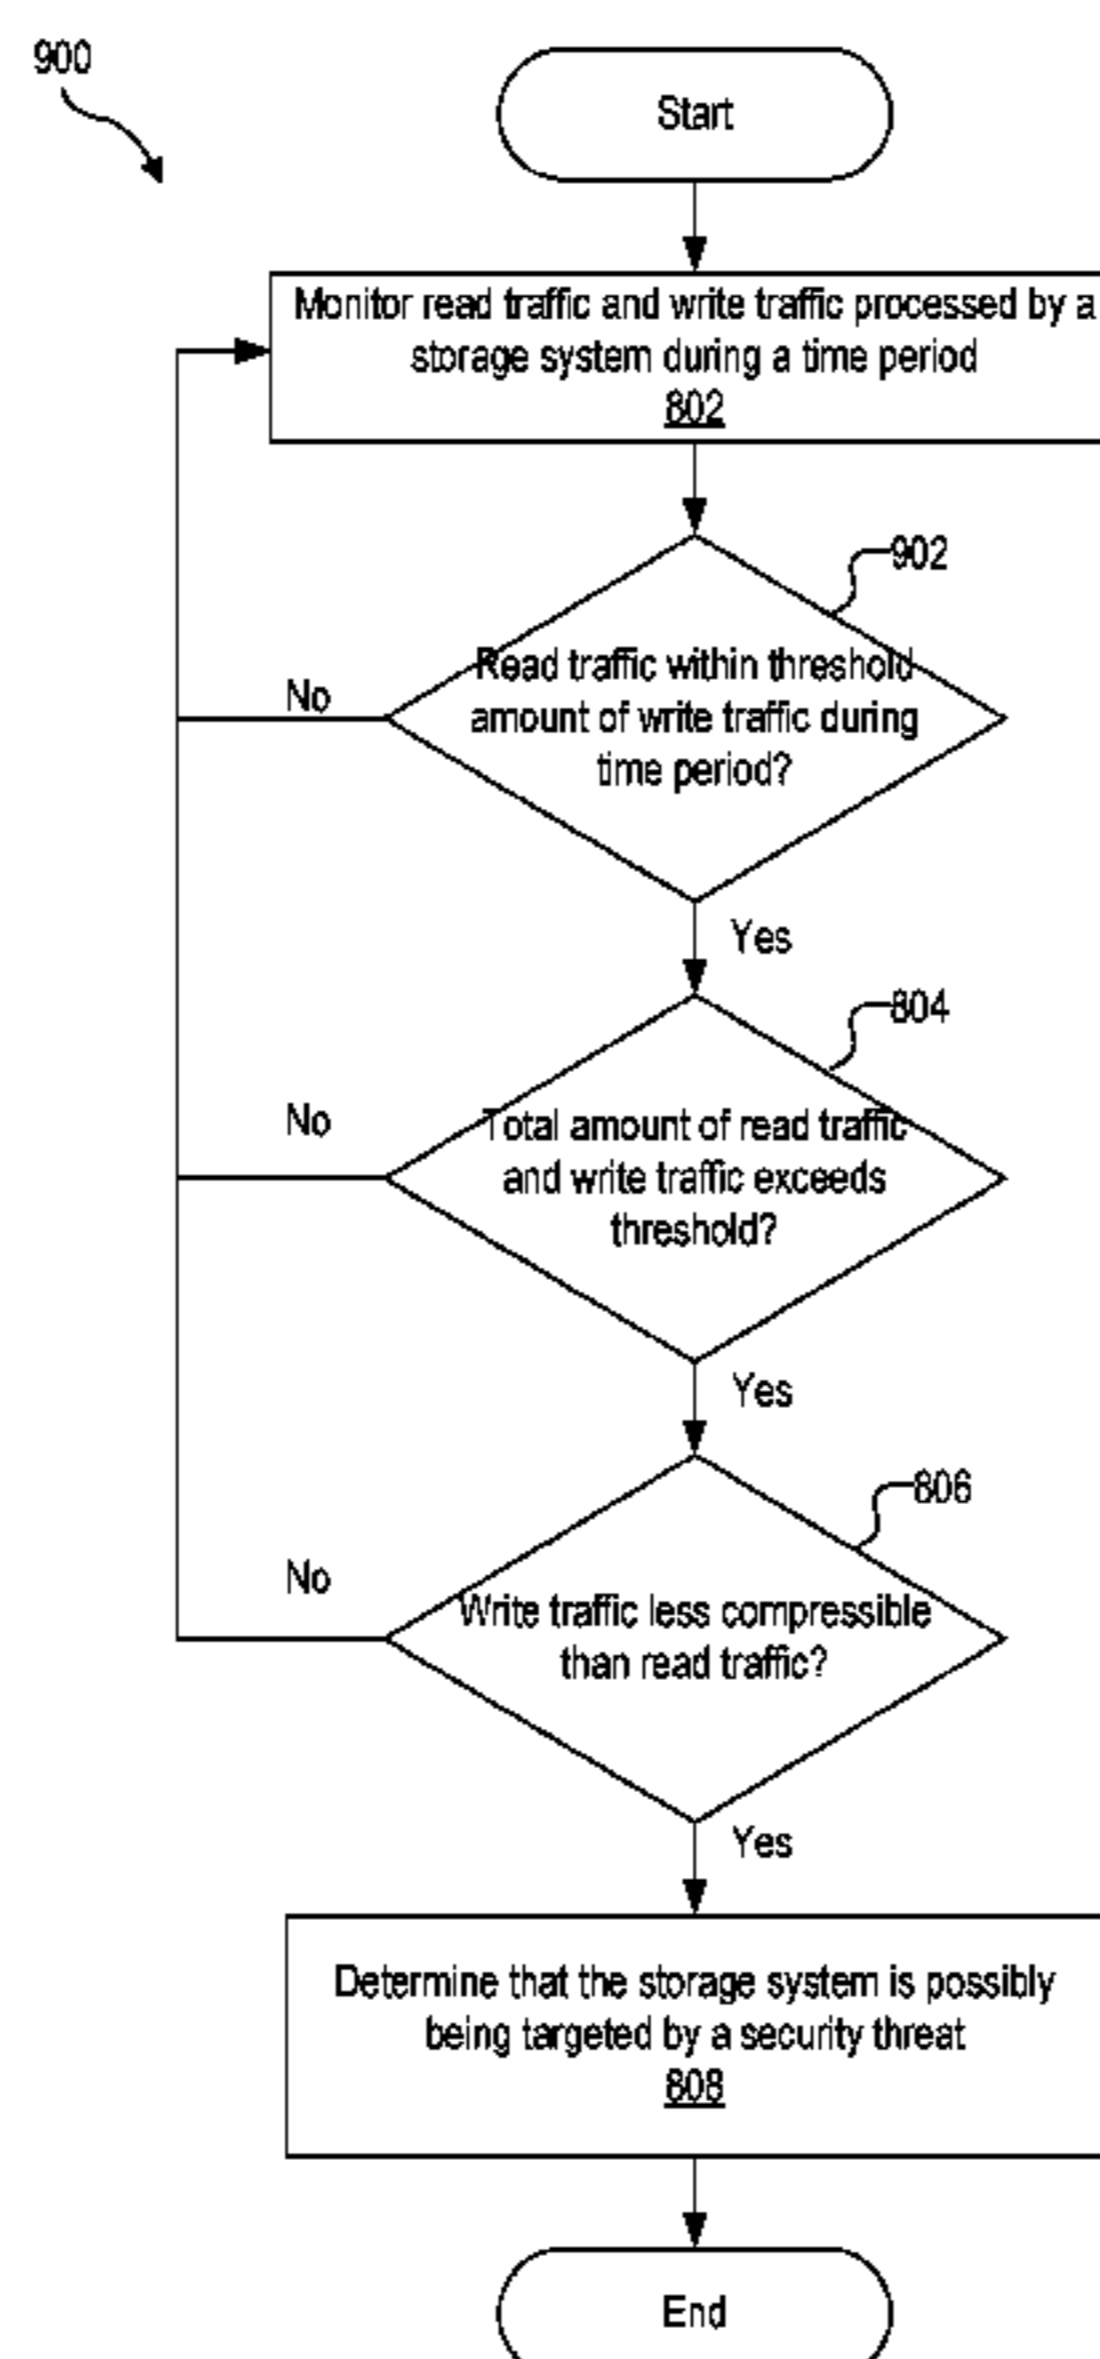 900
Start
Monitor read traffic and write traffic processed by a
storage system during a time period
802
902
Read traffic within threshold
amount of write traffic during
time period?
No
Yes
804
Total amount of read traffic
and write traffic exceeds
threshold?
No
Yes
806
Write traffic less compressible
than read traffic?
No
Yes
Determine that the storage system is possibly
being targeted by a security threat
808
End